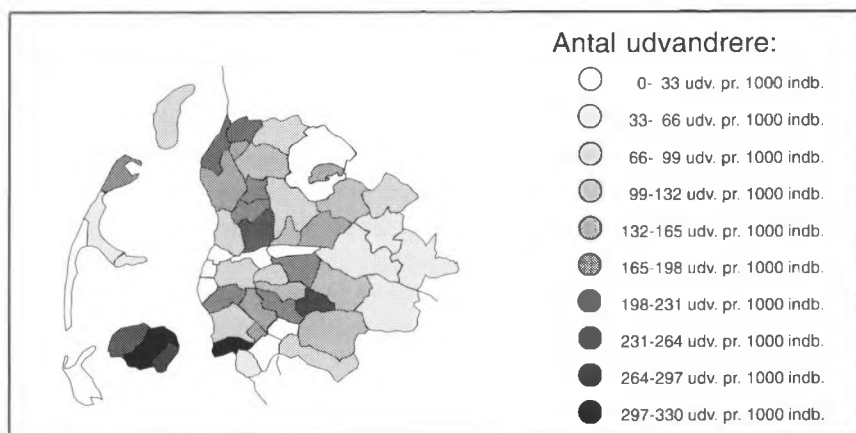 Antal udvandrere:
0- 33 udv. pr. 1000 indb.
33- 66 udv. pr. 1000 indb.
66- 99 udv. pr. 1000 indb.
99-132 udv. pr. 1000 indb.
132-165 udv. pr. 1000 indb.
165-198 udv. pr. 1000 indb.
198-231 udv. pr. 1000 indb.
231-264 udv. pr. 1000 indb.
264-297 udv. pr. 1000 indb.
297-330 udv. pr. 1000 indb.